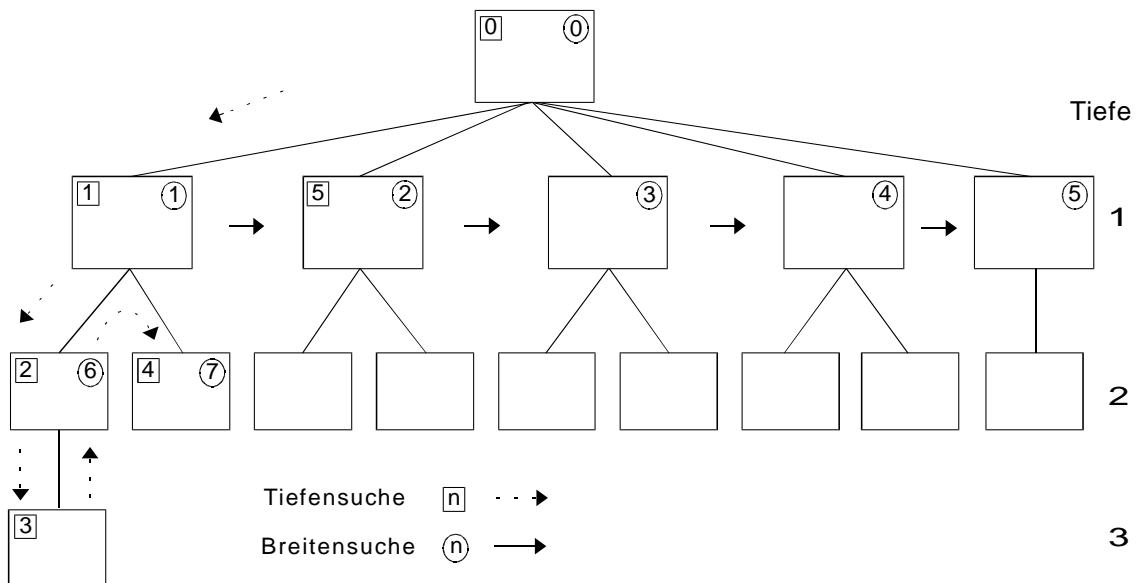 0 0
Tiefe
1 1 5 2 3 4 5 1
2 6 4 7 2
Tiefensuche n
3
Breitensuche n 3